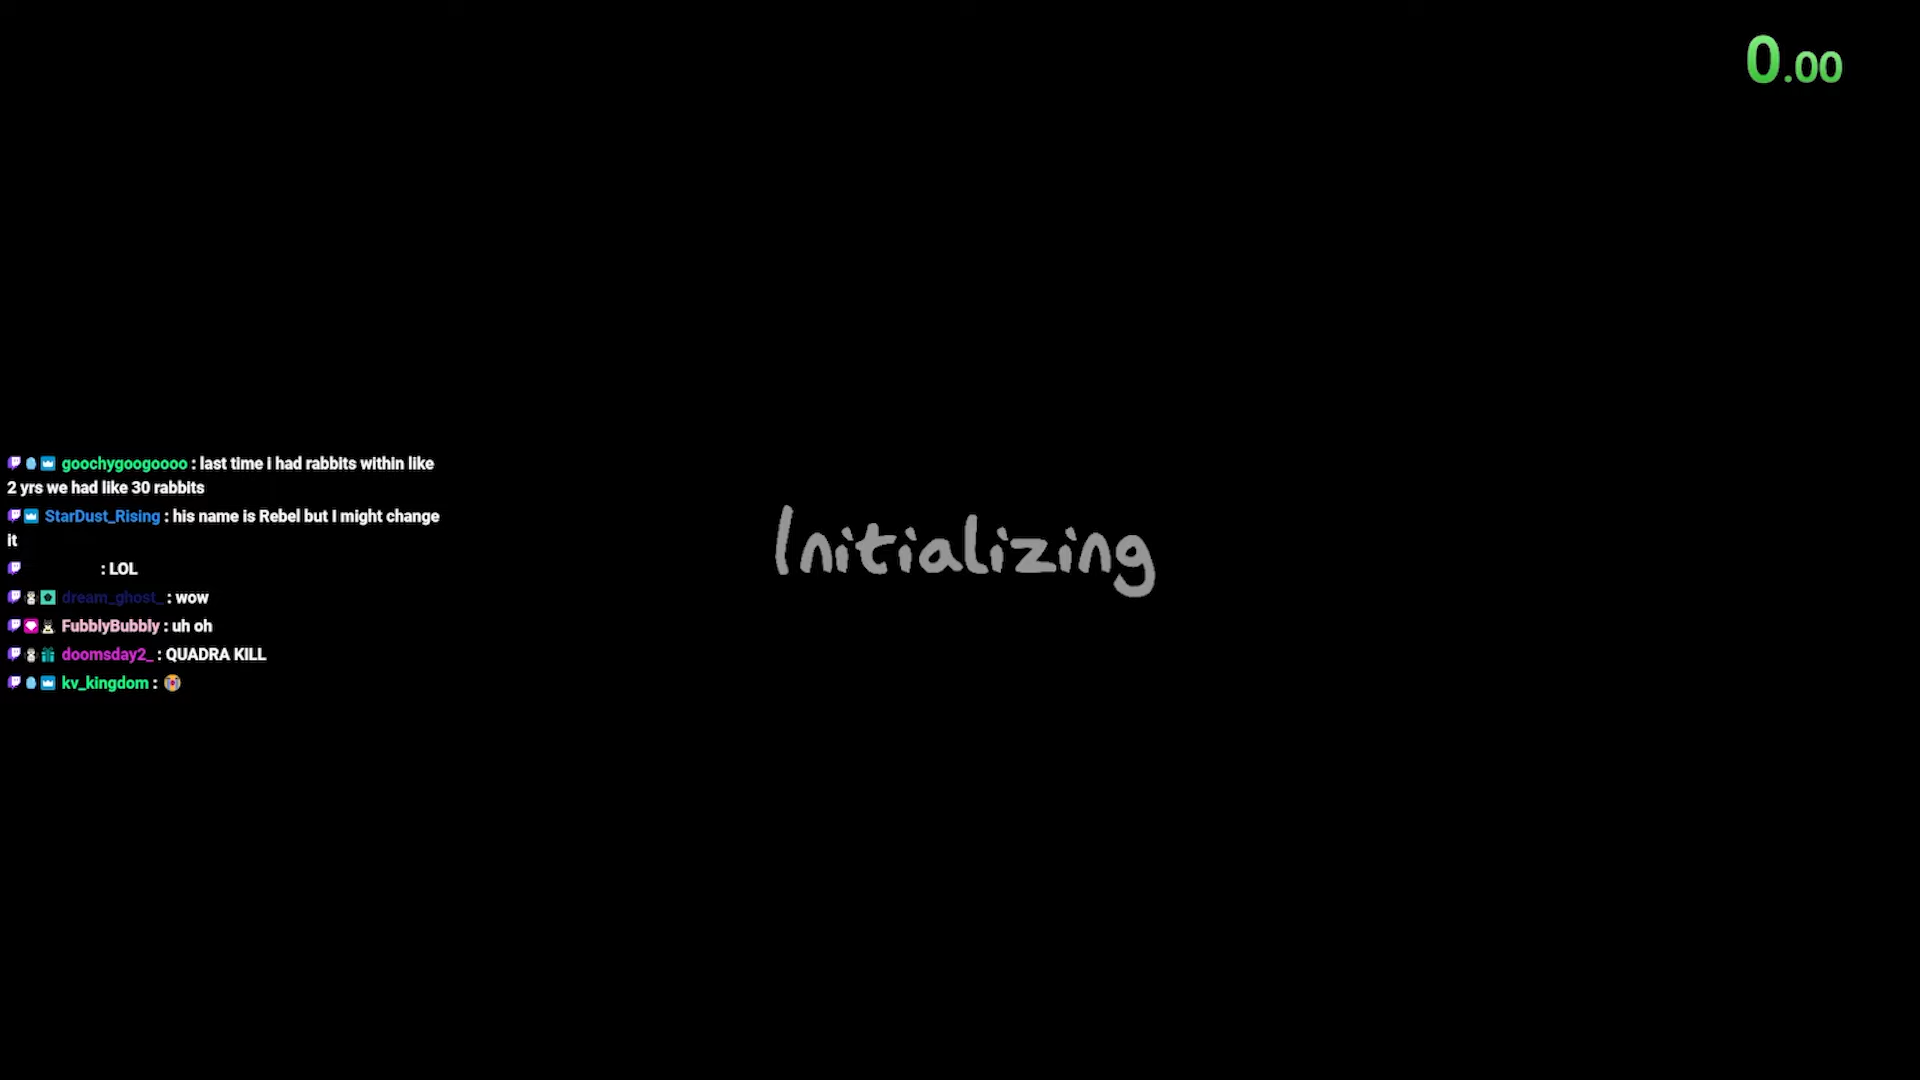 0.00
goochygoogoooo : last time i had rabbits within like
2 yrs we had like 30 rabbits
StarDust_Rising : his name is Rebel but I might change
it
: LOL
dream_ghost_ : wow
FubblyBubbly : uh oh
doomsday2_ : QUADRA KILL
kv_kingdom :
Initializing